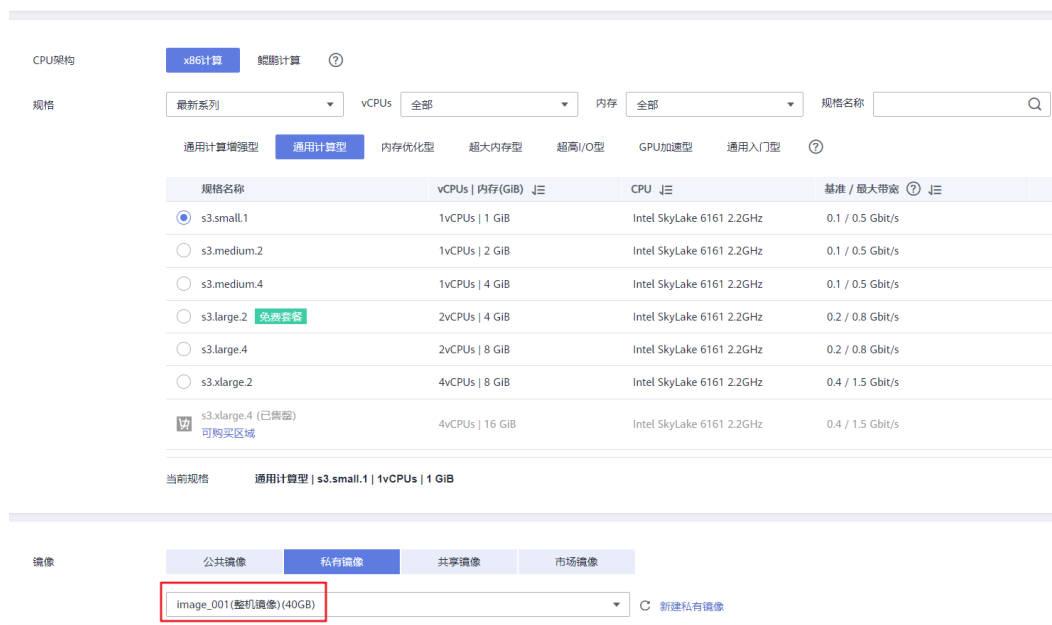 CPU架构 x86计算 鲲鹏计算 ?
规格 最新系列 vCPUs 全部 内存 全部 规格名称
通用计算增强型 通用计算型 内存优化型 超大内存型 超高I/O型 GPU加速型 通用入门型 ?
规格名称 vCPUs | 内存(GiB) CPU 基准 / 最大带宽 ?
s3.small.1 1vCPUs | 1 GiB Intel SkyLake 6161 2.2GHz 0.1 / 0.5 Gbit/s
s3.medium.2 1vCPUs | 2 GiB Intel SkyLake 6161 2.2GHz 0.1 / 0.5 Gbit/s
s3.medium.4 1vCPUs | 4 GiB Intel SkyLake 6161 2.2GHz 0.1 / 0.5 Gbit/s
s3.large.2 免费套餐 2vCPUs | 4 GiB Intel SkyLake 6161 2.2GHz 0.2 / 0.8 Gbit/s
s3.large.4 2vCPUs | 8 GiB Intel SkyLake 6161 2.2GHz 0.2 / 0.8 Gbit/s
s3.xlarge.2 4vCPUs | 8 GiB Intel SkyLake 6161 2.2GHz 0.4 / 1.5 Gbit/s
s3.xlarge.4 (已售罄) 4vCPUs | 16 GiB Intel SkyLake 6161 2.2GHz 0.4 / 1.5 Gbit/s
可购买区域
当前规格 通用计算型 | s3.small.1 | 1vCPUs | 1 GiB
镜像 公共镜像 私有镜像 共享镜像 市场镜像
image_001(整机镜像)(40GB) 新建私有镜像